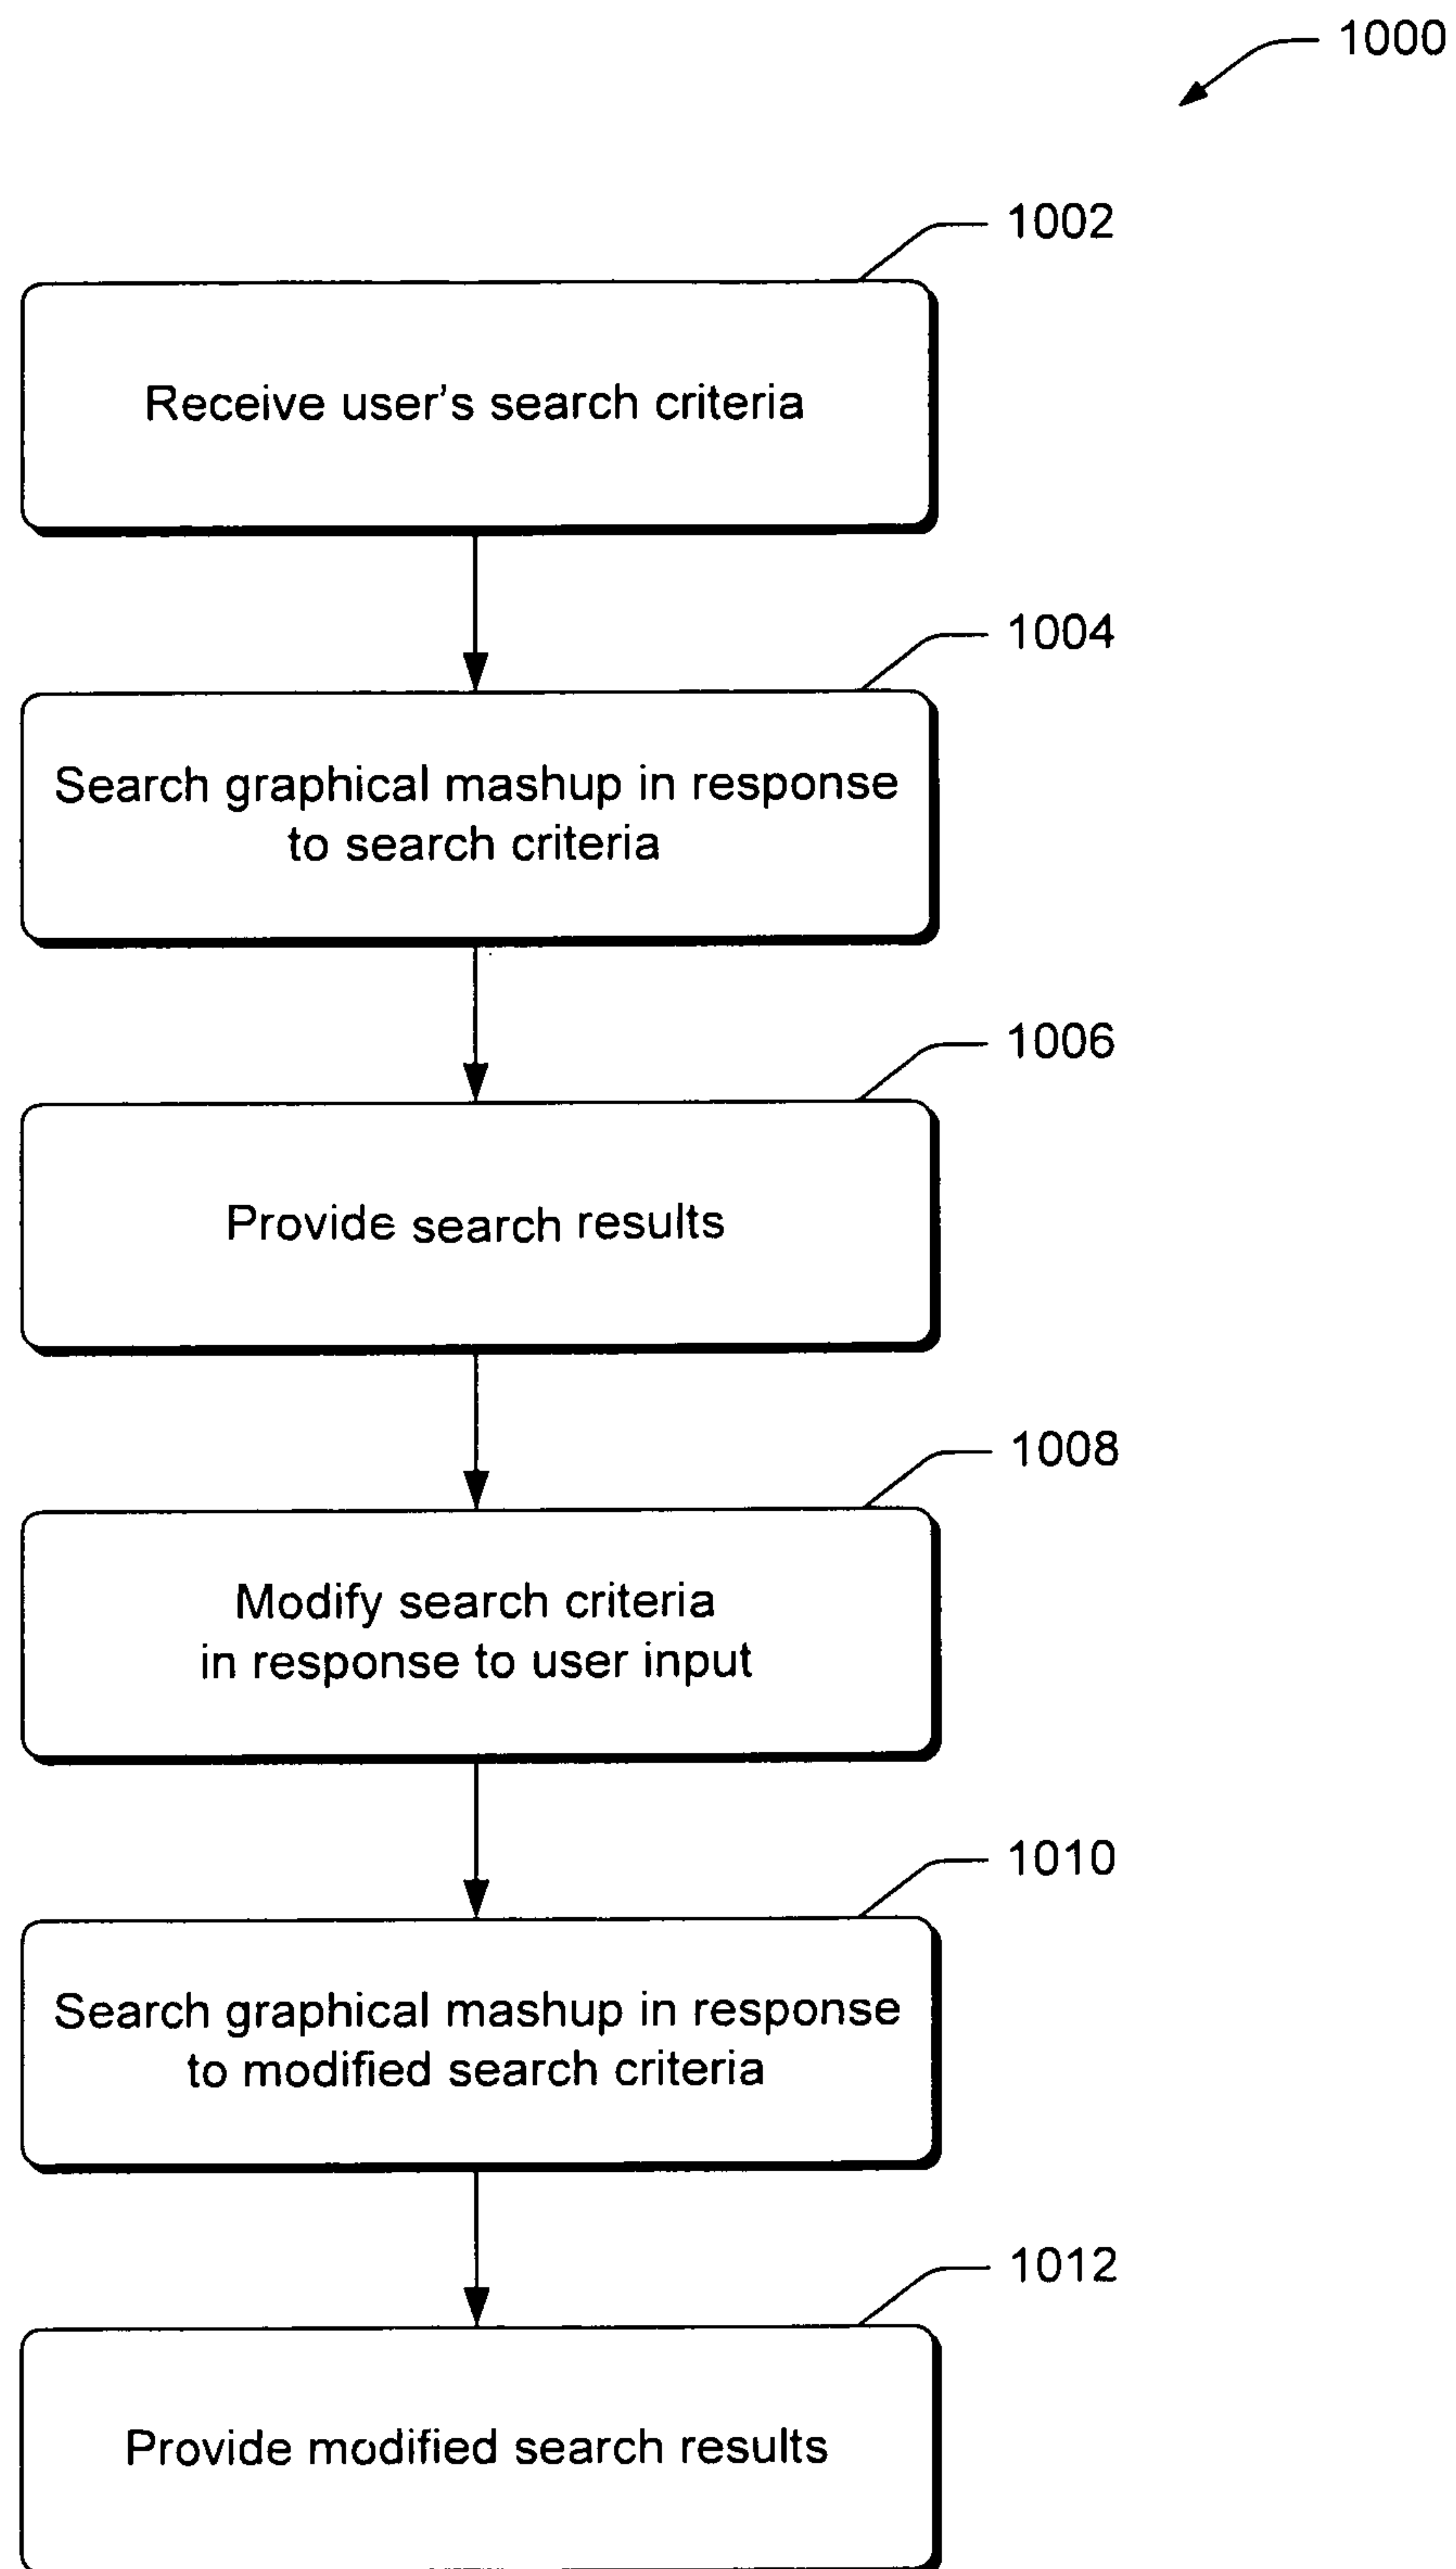 1000
1002
Receive user's search criteria
1004
Search graphical mashup in response
to search criteria
1006
Provide search results
1008
Modify search criteria
in response to user input
1010
Search graphical mashup in response
to modified search criteria
1012
Provide modified search results